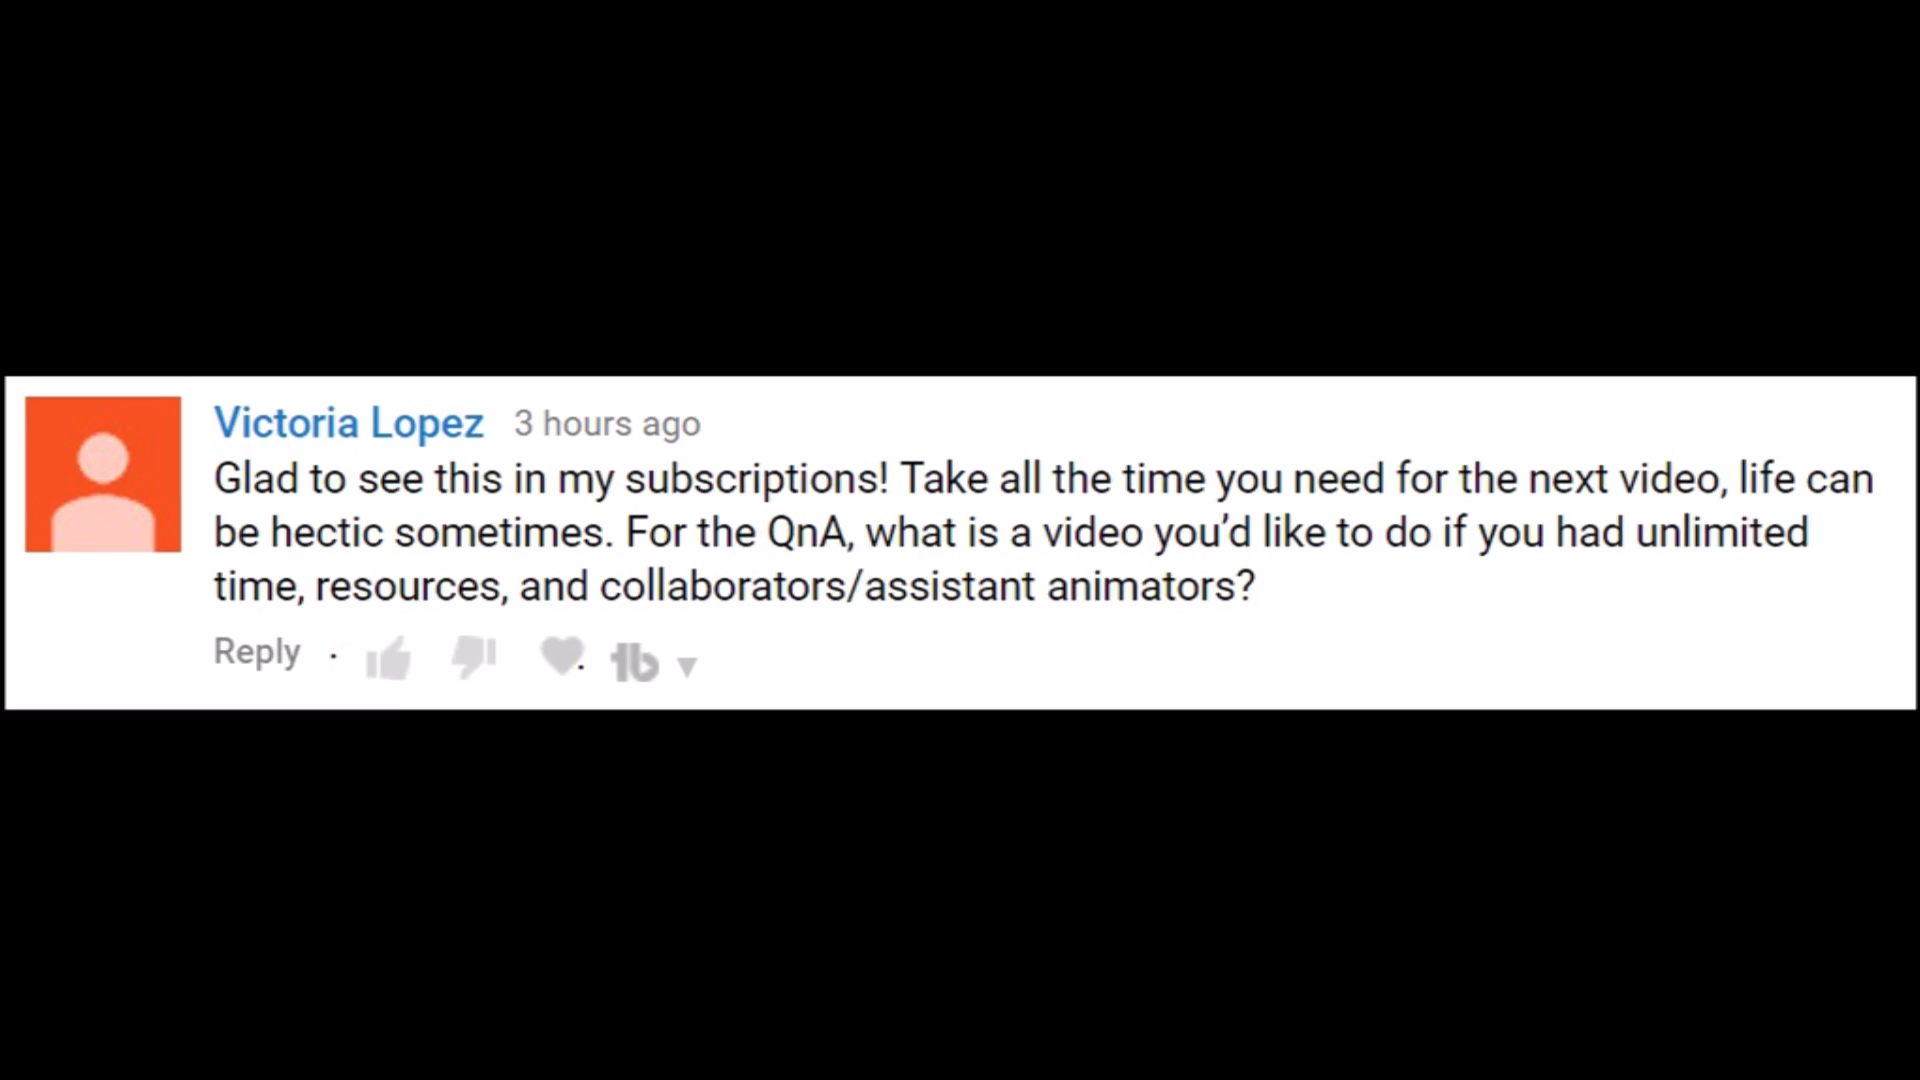 Victoria Lopez 3 hours ago
Glad to see this in my subscriptions! Take all the time you need for the next video, life can
be hectic sometimes. For the QnA, what is a video you’d like to do if you had unlimited
time, resources, and collaborators/assistant animators?
Reply · tb ▼